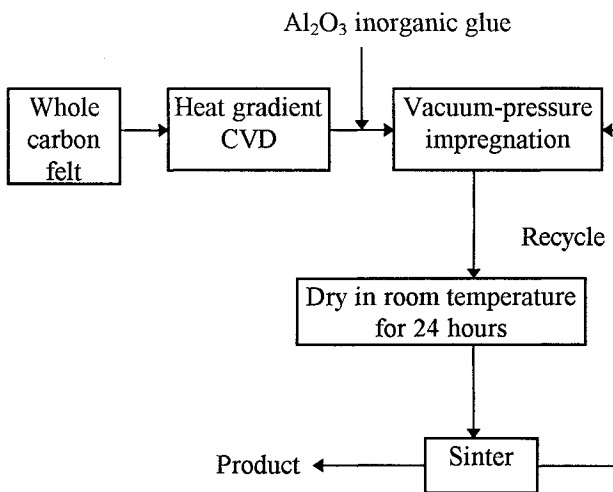 Al₂O₃ inorganic glue
Whole
carbon
felt
Heat gradient
CVD
Vacuum-pressure
impregnation
Recycle
Dry in room temperature
for 24 hours
Product
Sinter